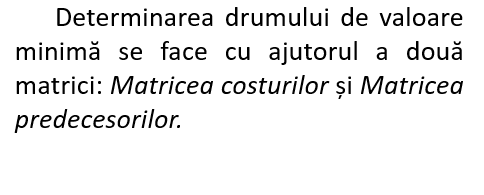 Determinarea drumului de valoare
minimă se face cu ajutorul a două
matrici: Matricea costurilor și Matricea
predecesorilor.